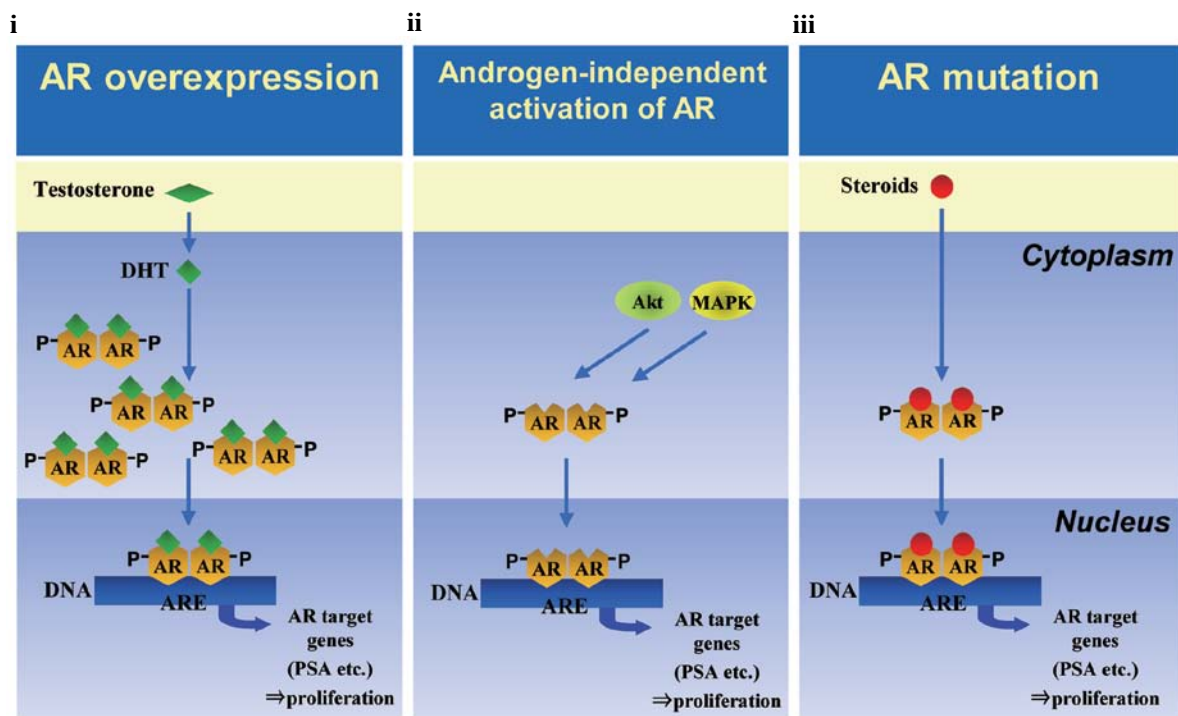 i
AR overexpression
Testosterone
DHT
P-AR AR-P
P-AR AR-P
P-AR AR-P
P-AR AR-P
P-AR AR-P
DNA
ARE
AR target
genes
(PSA etc.)
⇒proliferation
ii
Androgen-independent
activation of AR
Akt MAPK
P-AR AR-P
P-AR AR-P
DNA
ARE
AR target
genes
(PSA etc.)
⇒proliferation
iii
AR mutation
Steroids
Cytoplasm
P-AR AR-P
Nucleus
P-AR AR-P
DNA
ARE
AR target
genes
(PSA etc.)
⇒proliferation